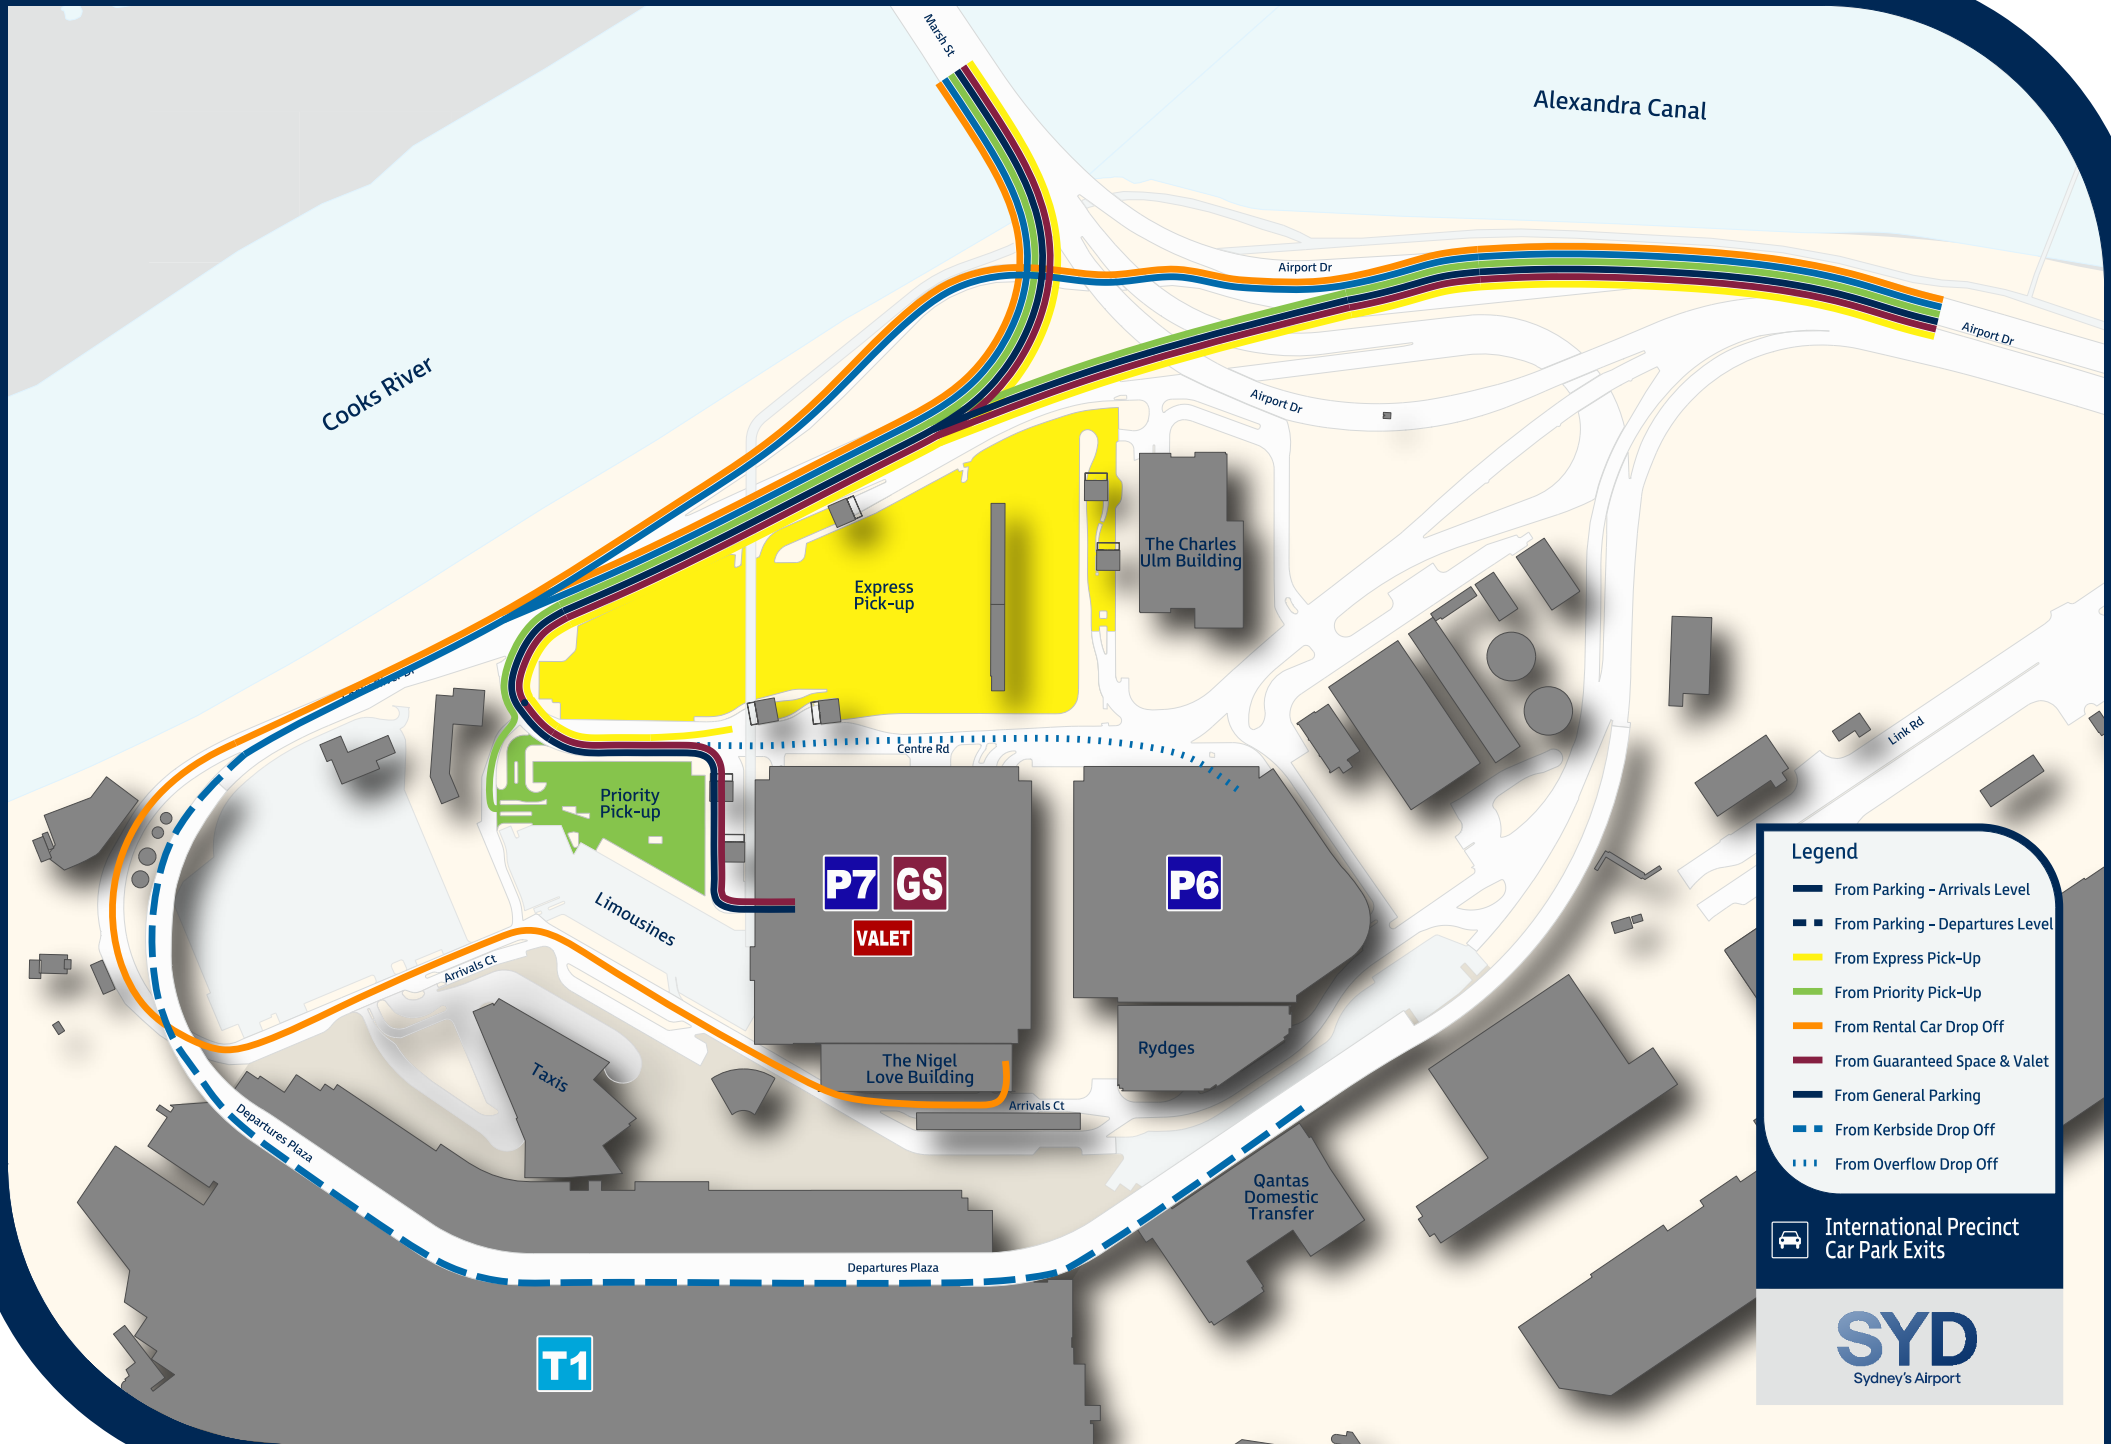 Marsh St
Alexandra Canal
Airport Dr
Airport Dr
Cooks River
Airport Dr
The Charles
Ulm Building
Express
Pick-up
Centre Rd
Link Rd
Priority
Pick-up
P7
GS
VALET
P6
Limousines
Arrivals Ct
Rydges
The Nigel
Love Building
Taxis
Arrivals Ct
Departures Plaza
Qantas
Domestic
Transfer
Departures Plaza
T1
Legend
From Parking - Arrivals Level
From Parking - Departures Level
From Express Pick-Up
From Priority Pick-Up
From Rental Car Drop Off
From Guaranteed Space & Valet
From General Parking
From Kerbside Drop Off
From Overflow Drop Off
International Precinct
Car Park Exits
SYD
Sydney's Airport